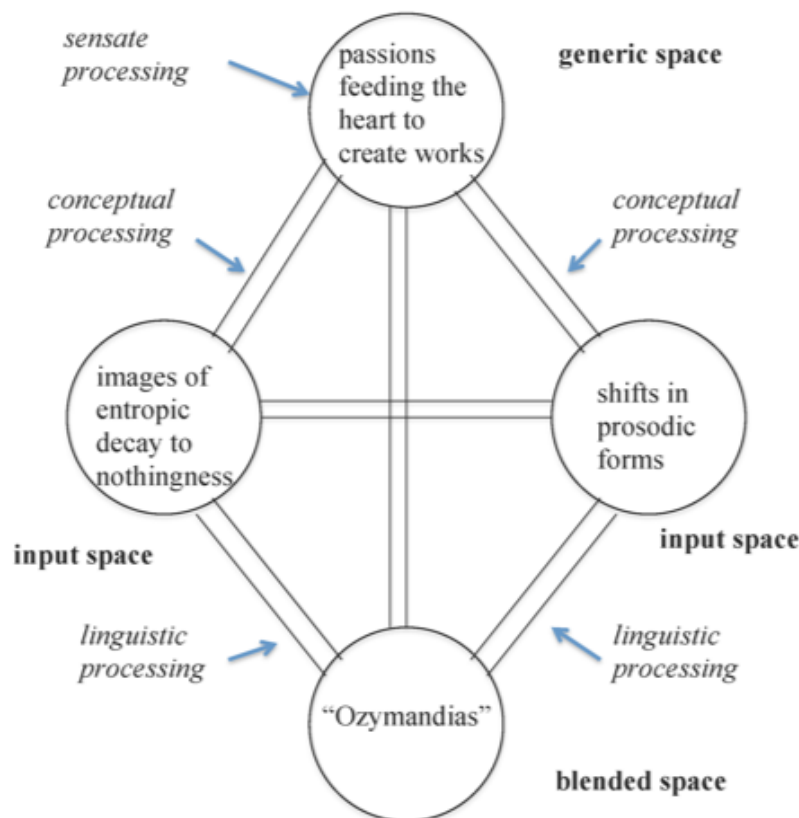 sensate
processing
passions
feeding the
heart to
create works
generic space
conceptual
processing
conceptual
processing
images of
entropic
decay to
nothingness
shifts in
prosodic
forms
input space
input space
linguistic
processing
linguistic
processing
“Ozymandias”
blended space